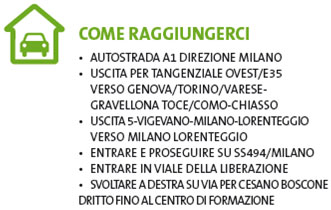 COME RAGGIUNGERCI
• AUTOSTRADA A1 DIREZIONE MILANO
• USCITA PER TANGENZIALE OVEST/E35
VERSO GENOVA/TORINO/VARESE-
GRAVELLONA TOCE/COMO-CHIASSO
• USCITA 5-VIGEVANO-MILANO-LORENTEGGIO
VERSO MILANO LORENTEGGIO
• ENTRARE E PROSEGUIRE SU SS494/MILANO
• ENTRARE IN VIALE DELLA LIBERAZIONE
• SVOLTARE A DESTRA SU VIA PER CESANO BOSCONE
DRITTO FINO AL CENTRO DI FORMAZIONE